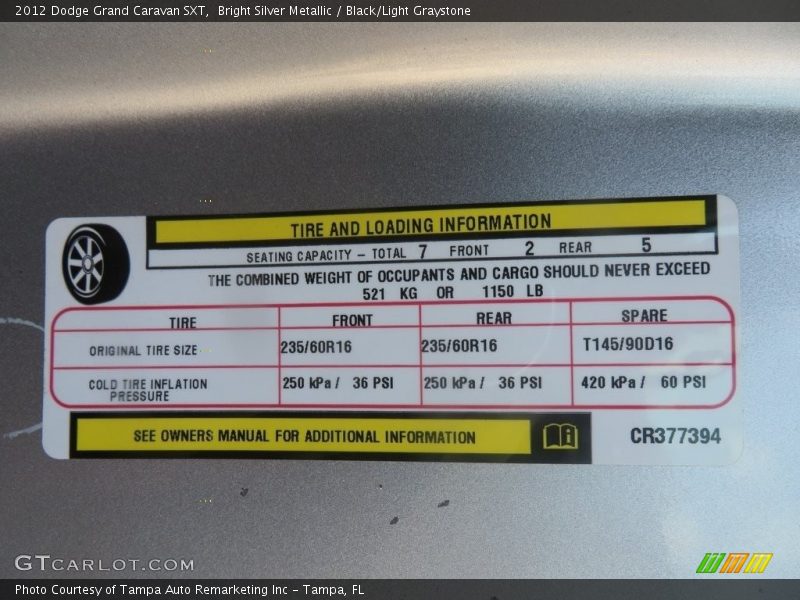 2012 Dodge Grand Caravan SXT,  Bright Silver Metallic / Black/Light Graystone
TIRE AND LOADING INFORMATION
SEATING CAPACITY – TOTAL 7 FRONT 2 REAR 5
THE COMBINED WEIGHT OF OCCUPANTS AND CARGO SHOULD NEVER EXCEED
521 KG OR 1150 LB
TIRE FRONT REAR SPARE
ORIGINAL TIRE SIZE 235/60R16 235/60R16 T145/90D16
COLD TIRE INFLATION PRESSURE 250 kPa / 36 PSI 250 kPa / 36 PSI 420 kPa / 60 PSI
SEE OWNERS MANUAL FOR ADDITIONAL INFORMATION
CR377394
GTCARLOT.COM
Photo Courtesy of Tampa Auto Remarketing Inc – Tampa, FL